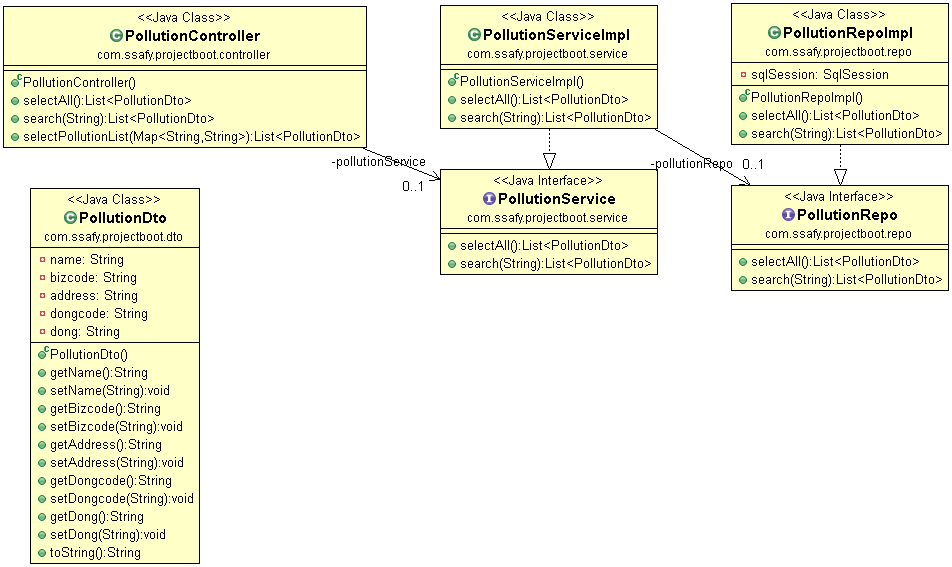 <<Java Class>>
PollutionController
com.ssafy.projectboot.controller
PollutionController()
selectAll():List<PollutionDto>
search(String):List<PollutionDto>
selectPollutionList(Map<String,String>):List<PollutionDto>
<<Java Class>>
PollutionServiceImpl
com.ssafy.projectboot.service
PollutionServiceImpl()
selectAll():List<PollutionDto>
search(String):List<PollutionDto>
<<Java Class>>
PollutionRepoImpl
com.ssafy.projectboot.repo
sqlSession: SqlSession
PollutionRepoImpl()
selectAll():List<PollutionDto>
search(String):List<PollutionDto>
-pollutionService
0..1
-pollutionRepo
0..1
<<Java Class>>
PollutionDto
com.ssafy.projectboot.dto
name: String
bizcode: String
address: String
dongcode: String
dong: String
PollutionDto()
getName():String
setName(String):void
getBizcode():String
setBizcode(String):void
getAddress():String
setAddress(String):void
getDongcode():String
setDongcode(String):void
getDong():String
setDong(String):void
toString():String
<<Java Interface>>
PollutionService
com.ssafy.projectboot.service
selectAll():List<PollutionDto>
search(String):List<PollutionDto>
<<Java Interface>>
PollutionRepo
com.ssafy.projectboot.repo
selectAll():List<PollutionDto>
search(String):List<PollutionDto>